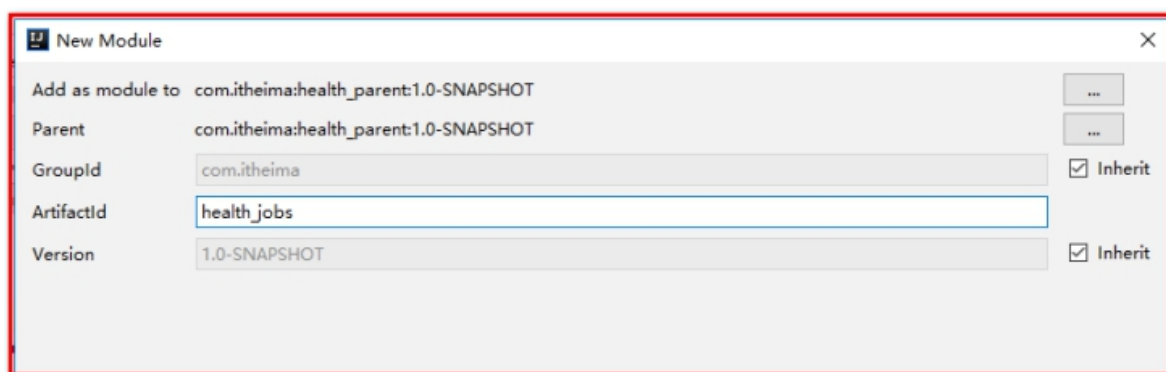 New Module
Add as module to com.itheima:health_parent:1.0-SNAPSHOT ...
Parent com.itheima:health_parent:1.0-SNAPSHOT ...
GroupId com.itheima Inherit
ArtifactId health_jobs
Version 1.0-SNAPSHOT Inherit